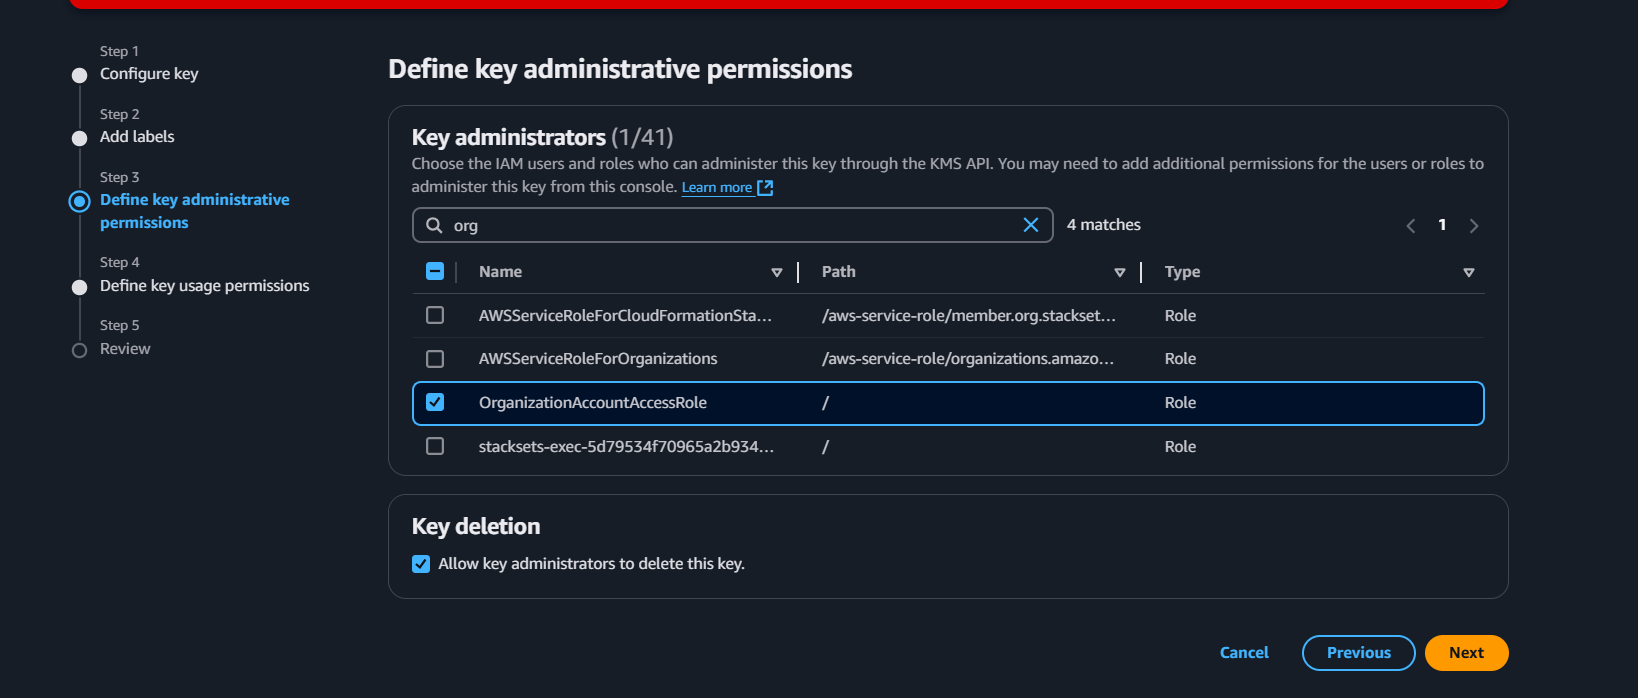 Step 1
Configure key
Step 2
Add labels
Step 3
Define key administrative
permissions
Step 4
Define key usage permissions
Step 5
Review
Define key administrative permissions
Key administrators (1/41)
Choose the IAM users and roles who can administer this key through the KMS API. You may need to add additional permissions for the users or roles to
administer this key from this console. Learn more
org
4 matches
1
Name Path Type
AWSServiceRoleForCloudFormationSta... /aws-service-role/member.org.stackset... Role
AWSServiceRoleForOrganizations /aws-service-role/organizations.amazo... Role
OrganizationAccountAccessRole / Role
stacksets-exec-5d79534f70965a2b934... / Role
Key deletion
Allow key administrators to delete this key.
Cancel Previous Next